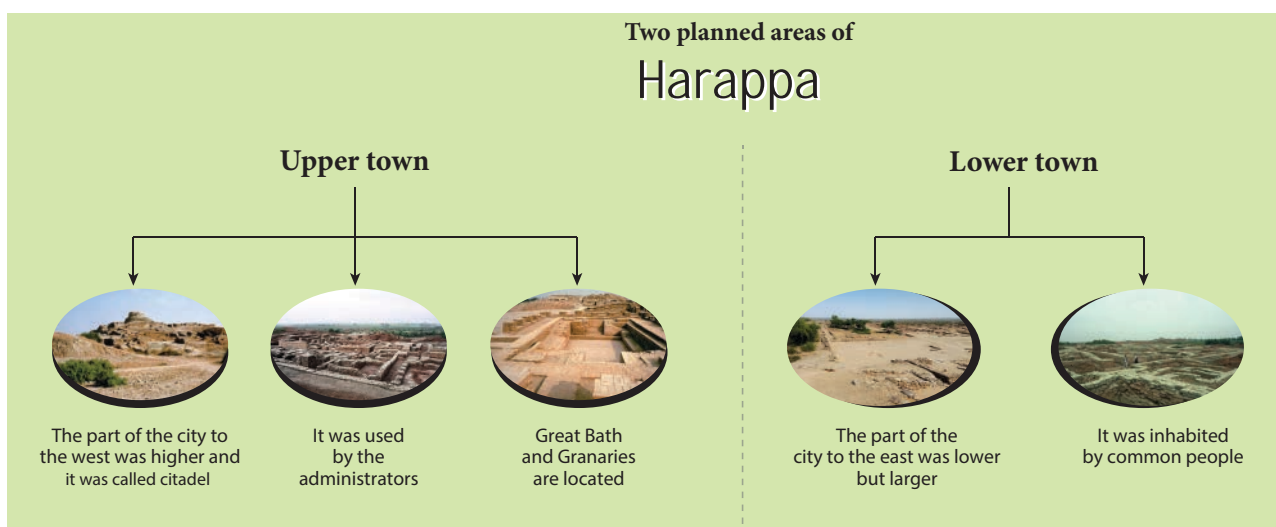 Two planned areas of
Harappa
Upper town
Lower town
The part of the city to
the west was higher and
it was called citadel
It was used
by the
administrators
Great Bath
and Granaries
are located
The part of the
city to the east was lower
but larger
It was inhabited
by common people